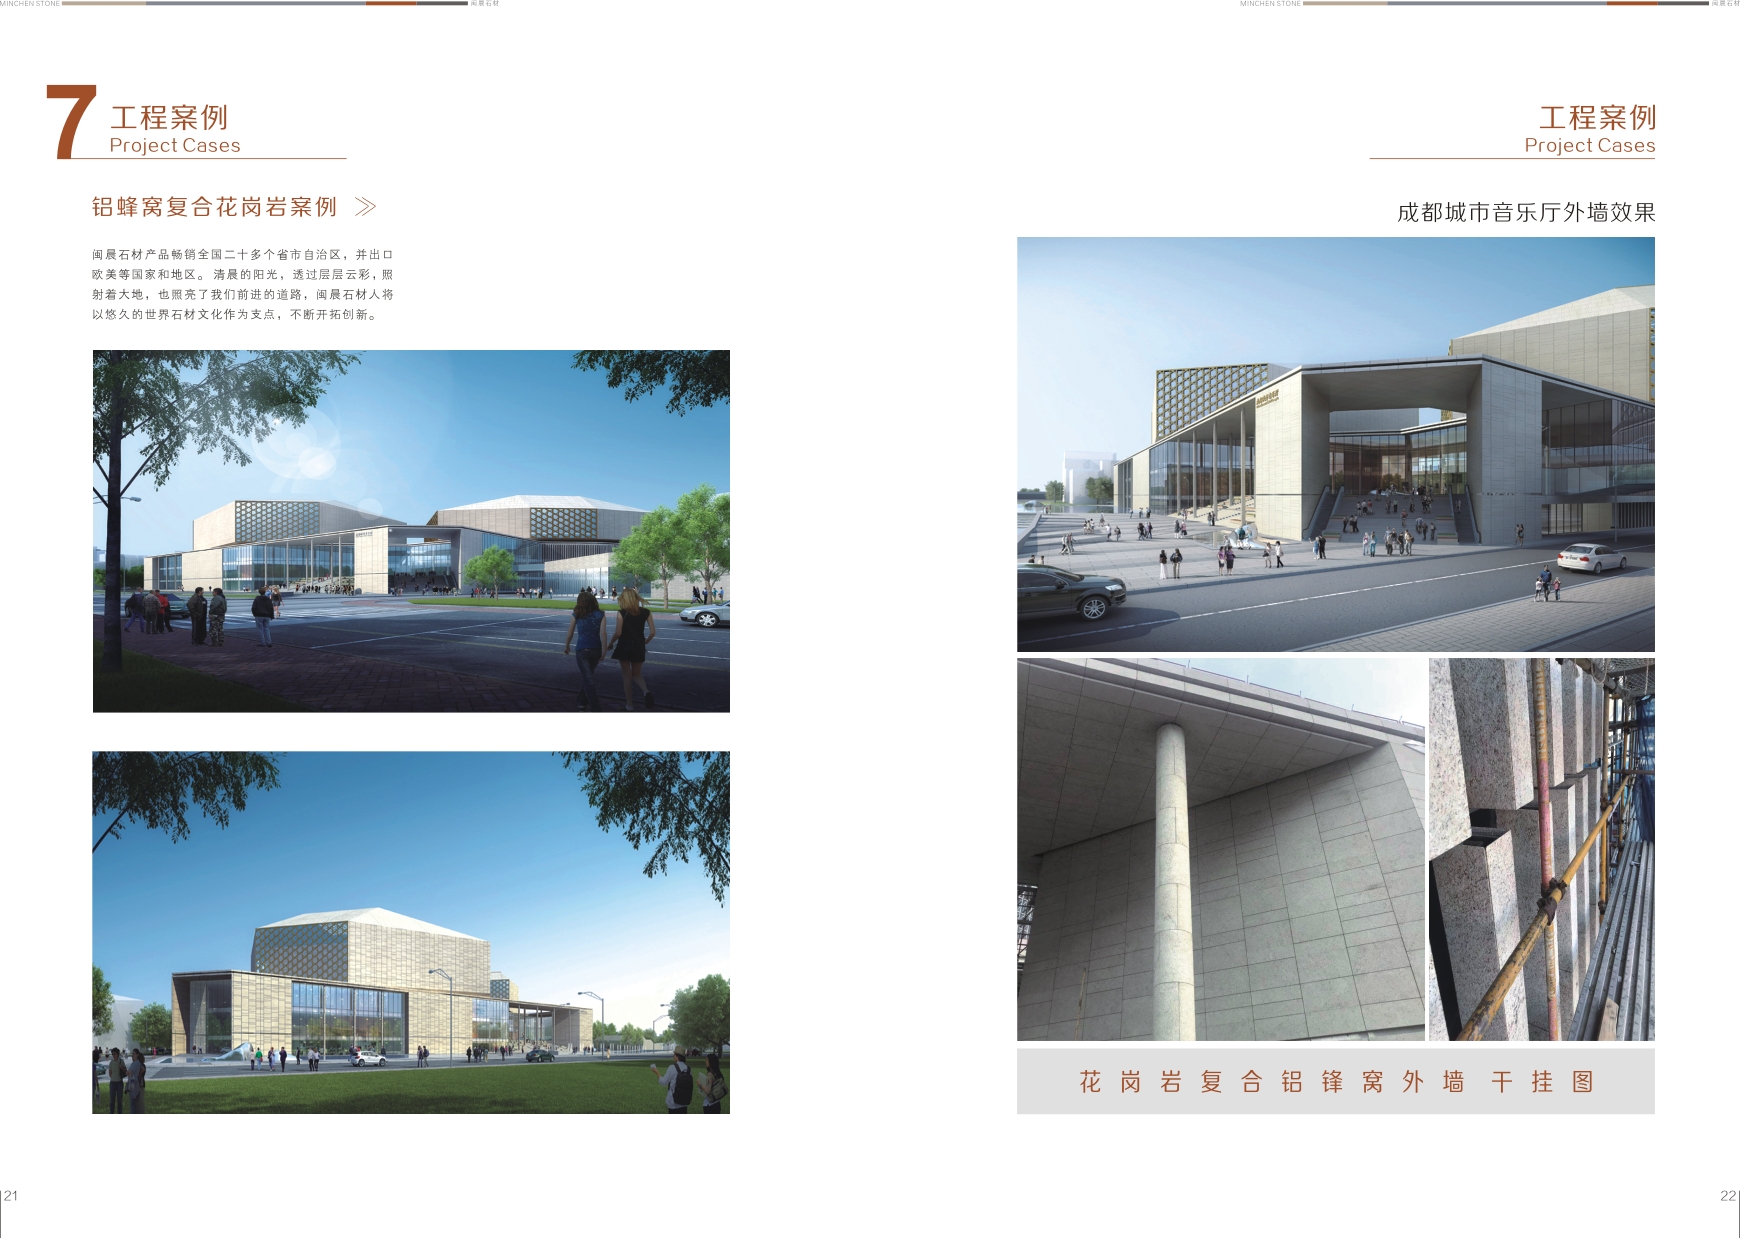 MINCHEN STONE 闽晨石材
MINCHEN STONE 闽晨石材
7
工程案例
Project Cases
铝蜂窝复合花岗岩案例
闽晨石材产品畅销全国二十多个省市自治区，并出口
欧美等国家和地区。清晨的阳光，透过层层云彩，照
射着大地，也照亮了我们前进的道路，闽晨石材人将
以悠久的世界石材文化作为支点，不断开拓创新。
工程案例
Project Cases
成都城市音乐厅外墙效果
花岗岩复合铝锋窝外墙 干挂图
21
22